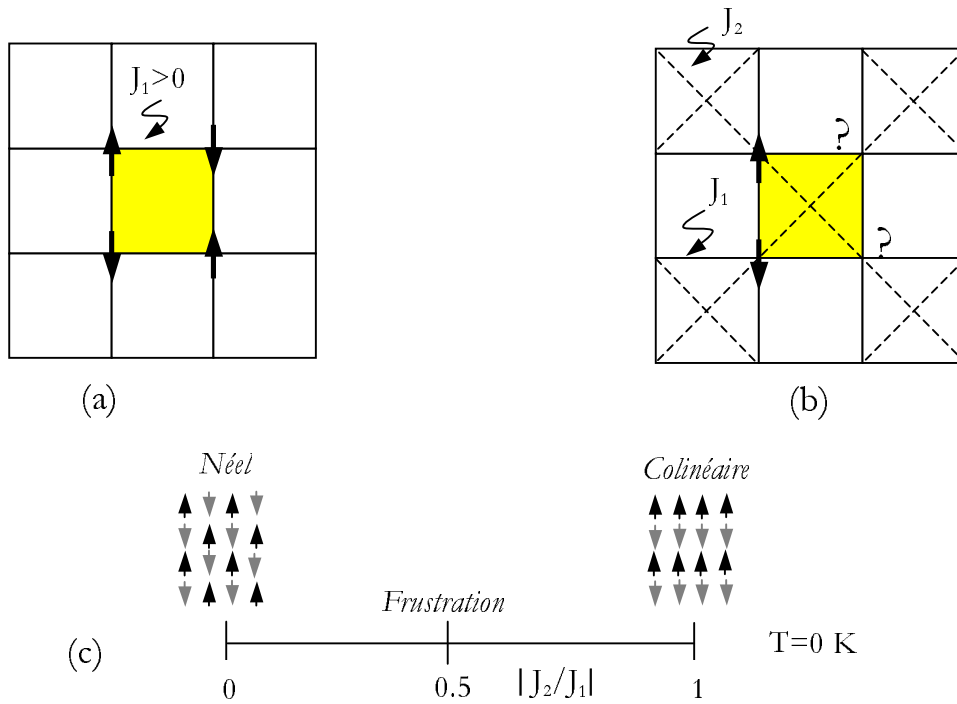 J₁>0
(a)
J₂
?
J₁
?
(b)
Néel
Colinéaire
Frustration
(c)
T=0 K
0
0.5
|J₂/J₁|
1